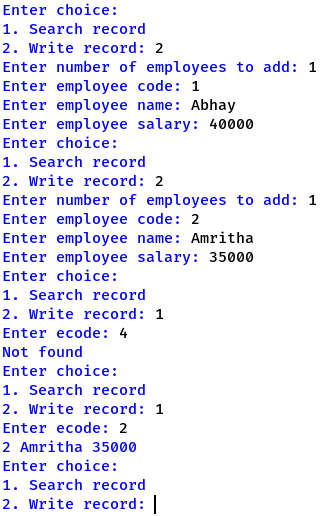 Enter choice:
1. Search record
2. Write record: 2
Enter number of employees to add: 1
Enter employee code: 1
Enter employee name: Abhay
Enter employee salary: 40000
Enter choice:
1. Search record
2. Write record: 2
Enter number of employees to add: 1
Enter employee code: 2
Enter employee name: Amritha
Enter employee salary: 35000
Enter choice:
1. Search record
2. Write record: 1
Enter ecode: 4
Not found
Enter choice:
1. Search record
2. Write record: 1
Enter ecode: 2
2 Amritha 35000
Enter choice:
1. Search record
2. Write record: